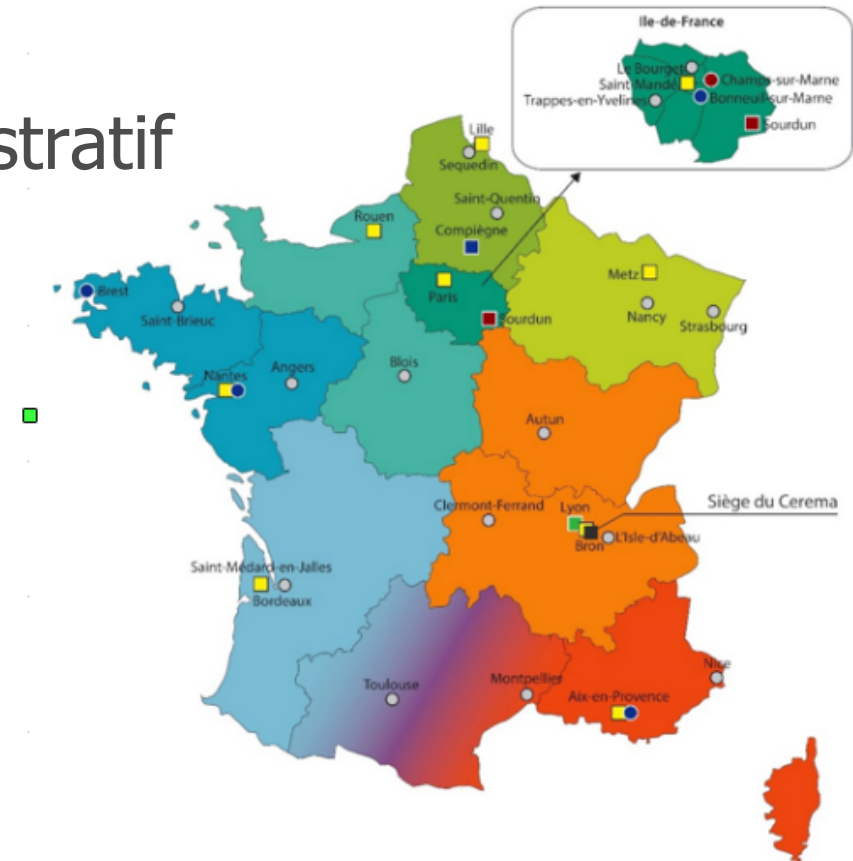 stratif
Ile-de-France
Le Bourget
Saint-Mandé
Champs-sur-Marne
Trappes-en-Yvelines
Bonneuil-sur-Marne
Sourdun
Lille
Sequedin
Saint-Quentin
Rouen
Compiègne
Metz
Paris
Brest
Saint-Brieuc
Sourdun
Nancy
Strasbourg
Nantes
Angers
Blois
Autun
Clermont-Ferrand
Lyon
Siège du Cerema
Bron
L'Isle-d'Abeau
Saint-Médard-en-Jalles
Bordeaux
Toulouse
Montpellier
Nice
Aix-en-Provence